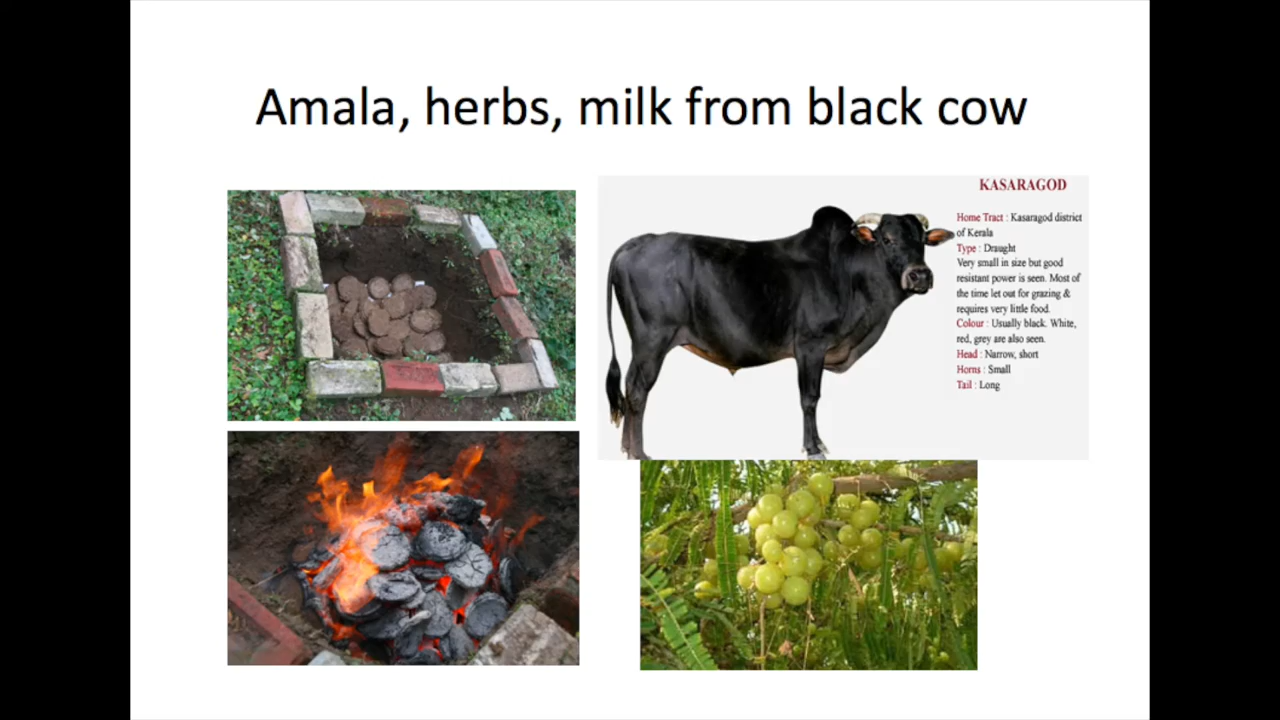 Amala, herbs, milk from black cow
KASARAGOD
Home Tract : Kasaragod district
of Kerala
Type : Draught
Very small in size but good
resistant power is seen. Most of
the time let out for grazing &
requires very little food.
Colour : Usually black. White,
red, grey are also seen.
Head : Narrow, short
Horns : Small
Tail : Long